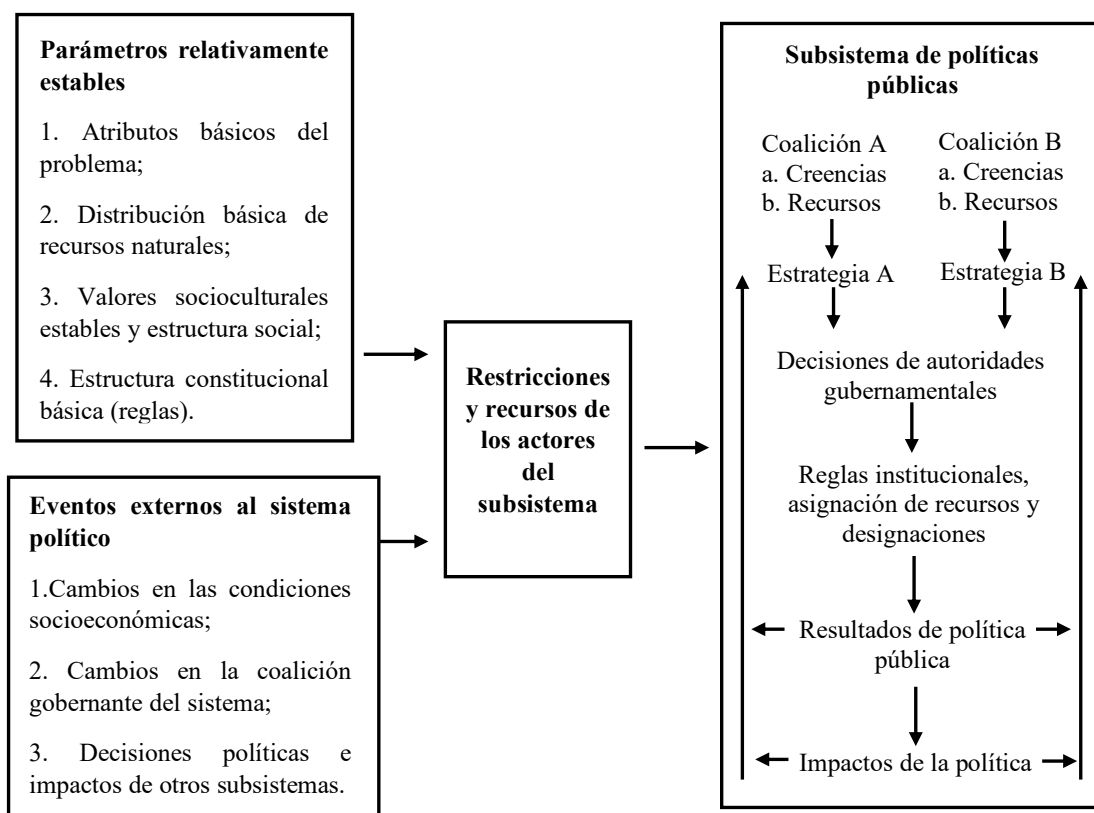 Parámetros relativamente
estables
1. Atributos básicos del
problema;
2. Distribución básica de
recursos naturales;
3. Valores socioculturales
estables y estructura social;
4. Estructura constitucional
básica (reglas).
Eventos externos al sistema
político
1.Cambios en las condiciones
socioeconómicas;
2. Cambios en la coalición
gobernante del sistema;
3. Decisiones políticas e
impactos de otros subsistemas.
Restricciones
y recursos de
los actores
del
subsistema
Subsistema de políticas
públicas
Coalición A
a. Creencias
b. Recursos
Coalición B
a. Creencias
b. Recursos
Estrategia A
Estrategia B
Decisiones de autoridades
gubernamentales
Reglas institucionales,
asignación de recursos y
designaciones
Resultados de política
pública
Impactos de la política